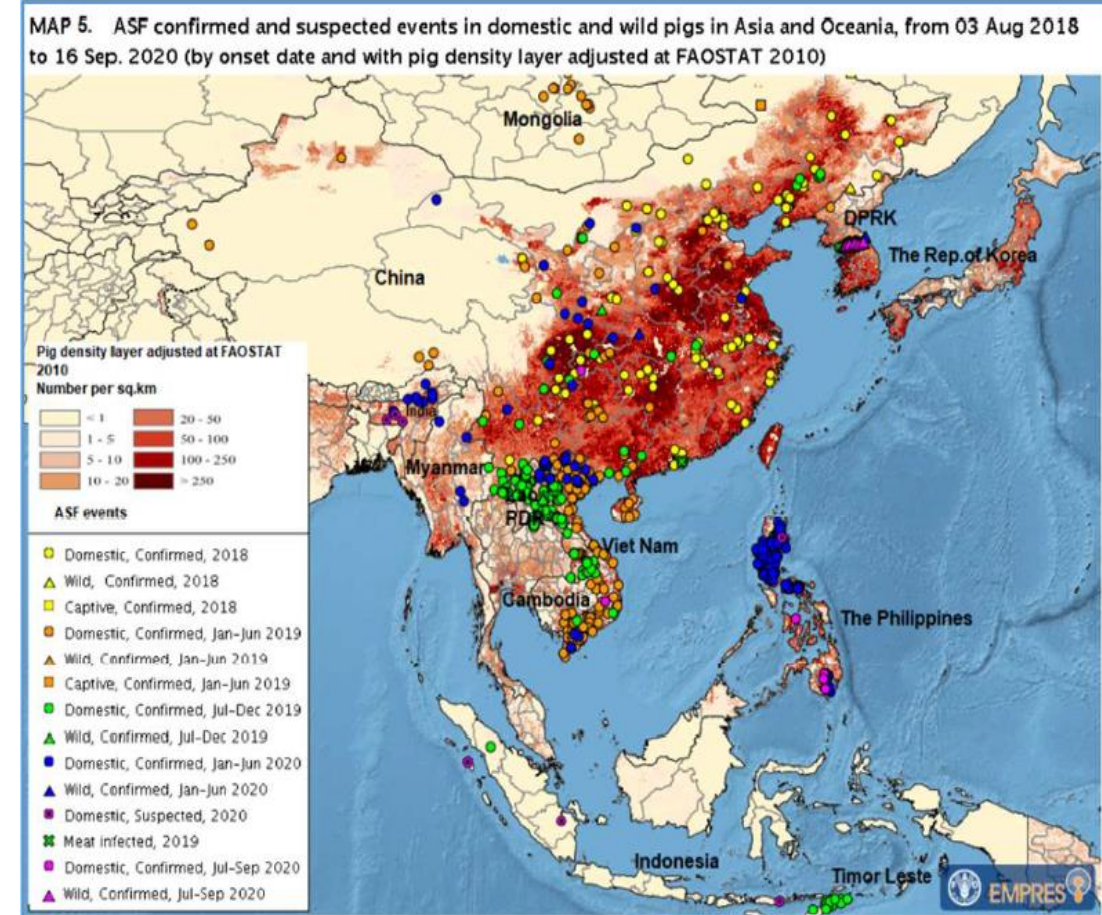 MAP 5. ASF confirmed and suspected events in domestic and wild pigs in Asia and Oceania, from 03 Aug 2018
to 16 Sep. 2020 (by onset date and with pig density layer adjusted at FAOSTAT 2010)
Mongolia
DPRK
The Rep.of Korea
China
Pig density layer adjusted at FAOSTAT
2010
Number per sq.km
< 1
20 - 50
1 - 5
50 - 100
5 - 10
100 - 250
10 - 20
> 250
India
Myanmar
PDR
Viet Nam
Cambodia
The Philippines
ASF events
Domestic, Confirmed, 2018
Wild, Confirmed, 2018
Captive, Confirmed, 2018
Domestic, Confirmed, Jan-Jun 2019
Wild, Confirmed, Jan-Jun 2019
Captive, Confirmed, Jan-Jun 2019
Domestic, Confirmed, Jul-Dec 2019
Wild, Confirmed, Jul-Dec 2019
Domestic, Confirmed, Jan-Jun 2020
Wild, Confirmed, Jan-Jun 2020
Domestic, Suspected, 2020
Meat infected, 2019
Domestic, Confirmed, Jul-Sep 2020
Wild, Confirmed, Jul-Sep 2020
Indonesia
Timor Leste
EMPRES